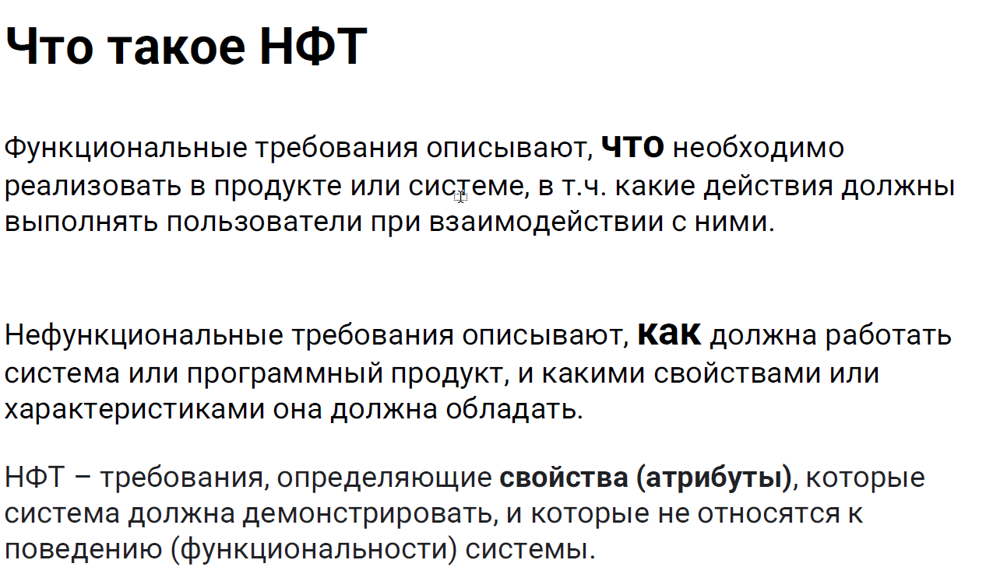 Что такое НФТ
Функциональные требования описывают, что необходимо
реализовать в продукте или системе, в т.ч. какие действия должны
выполнять пользователи при взаимодействии с ними.
Нефункциональные требования описывают, как должна работать
система или программный продукт, и какими свойствами или
характеристиками она должна обладать.
НФТ – требования, определяющие свойства (атрибуты), которые
система должна демонстрировать, и которые не относятся к
поведению (функциональности) системы.